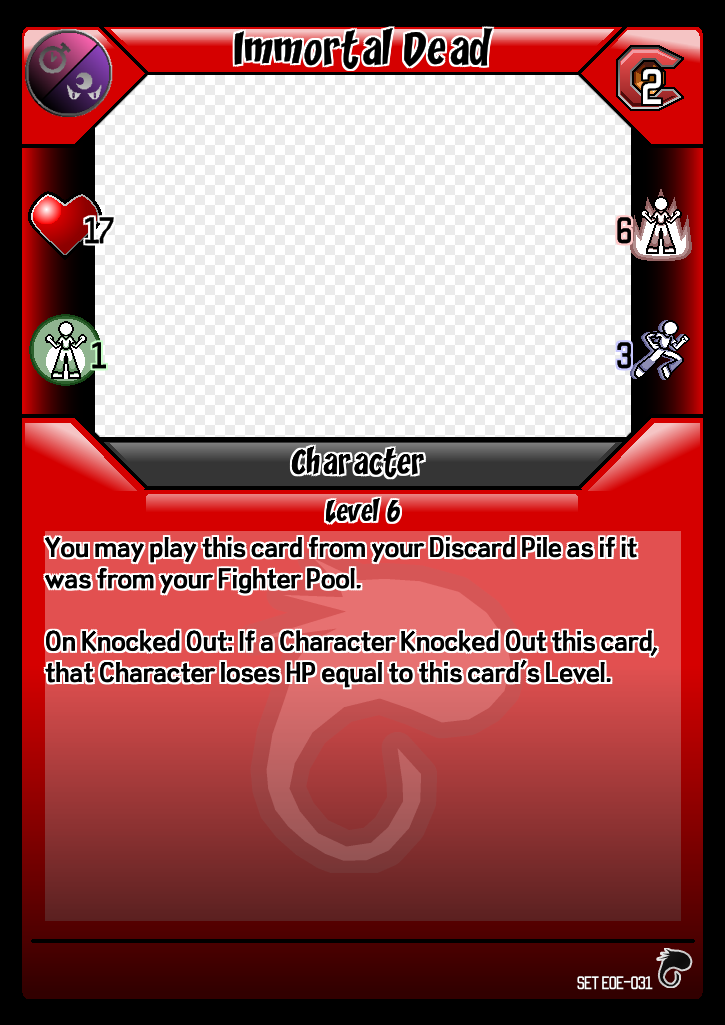 Immortal Dead
2
17
6
1
3
Character
Level 6
You may play this card from your Discard Pile as if it
was from your Fighter Pool.
On Knocked Out: If a Character Knocked Out this card,
that Character loses HP equal to this card's Level.
SET EOE-031